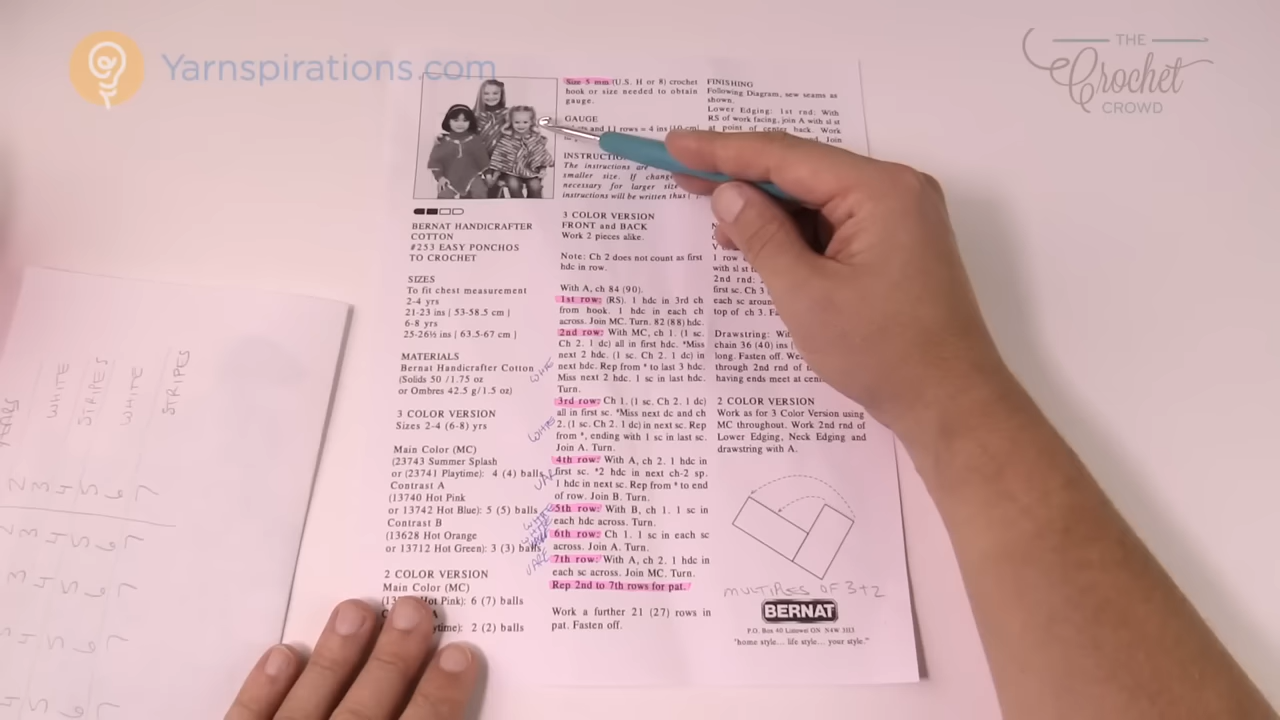 Yarnspirations.com
THE
Crochet
CROWD
BERNAT HANDICRAFTER
COTTON
#253 EASY PONCHOS
TO CROCHET
SIZES
To fit chest measurement
2-4 yrs
21-23 ins [ 53-58.5 cm ]
6-8 yrs
25-26½ ins [ 63.5-67 cm ]
MATERIALS
Bernat Handicrafter Cotton
(Solids 50 /1.75 oz
or Ombres 42.5 g/1.5 oz)
3 COLOR VERSION
Sizes 2-4 (6-8) yrs
Main Color (MC)
(23743 Summer Splash
or (23741 Playtime): 4 (4) balls
Contrast A
(13740 Hot Pink
or 13742 Hot Blue): 5 (5) balls
Contrast B
(13628 Hot Orange
or 13712 Hot Green): 3 (3) balls
2 COLOR VERSION
Main Color (MC)
Hot Pink): 6 (7) balls
2 (2) balls
Size 5 mm (U.S. H or 8) crochet
hook or size needed to obtain
gauge.
GAUGE
and 11 rows = 4 ins [10 cm]
The instructions are
smaller size. If
necessary for larger
instructions will be written thus
3 COLOR VERSION
FRONT and BACK
Work 2 pieces alike.
Note: Ch 2 does not count as first
hdc in row.
With A, ch 84 (90).
1st row: (RS). 1 hdc in 3rd ch
from hook. 1 hdc in each ch
across. Join MC. Turn. 82 (88) hdc.
2nd row: With MC, ch 1. (1 sc.
Ch 2. 1 dc) all in first hdc. *Miss
next 2 hdc. (1 sc. Ch 2. 1 dc) in
next hdc. Rep from * to last 3 hdc.
Miss next 2 hdc. 1 sc in last hdc.
Turn.
3rd row: Ch 1. (1 sc. Ch 2. 1 dc)
all in first sc. *Miss next dc and ch
2. (1 sc. Ch 2. 1 dc) in next sc. Rep
from *, ending with 1 sc in last sc.
Join A. Turn.
4th row: With A, ch 2. 1 hdc in
first sc. *2 hdc in next ch-2 sp.
1 hdc in next sc. Rep from * to end
of row. Join B. Turn.
5th row: With B, ch 1. 1 sc in
each hdc across. Turn.
6th row: Ch 1. 1 sc in each sc
across. Join A. Turn.
7th row: With A, ch 2. 1 hdc in
each sc across. Join MC. Turn.
Rep 2nd to 7th rows for pat.
Work a further 21 (27) rows in
pat. Fasten off.
FINISHING
Following Diagram, sew seams as
shown.
Lower Edging: 1st rnd: With
RS of work facing, join A with sl st
at point of center back. Work
Join
1 row
with sl st
2nd rnd:
first sc. Ch 3
each sc
top of ch 3.
Drawstring:
chain 36 (40) ins
long. Fasten off.
through 2nd rnd of
having ends meet at
2 COLOR VERSION
Work as for 3 Color Version using
MC throughout. Work 2nd rnd of
Lower Edging, Neck Edging and
drawstring with A.
MULTIPLES OF 3+2
BERNAT
P.O. Box 40 Listowel ON N4W 3H3
"home style... life style... your style."
WHITE
STRIPES
WHITE
STRIPES